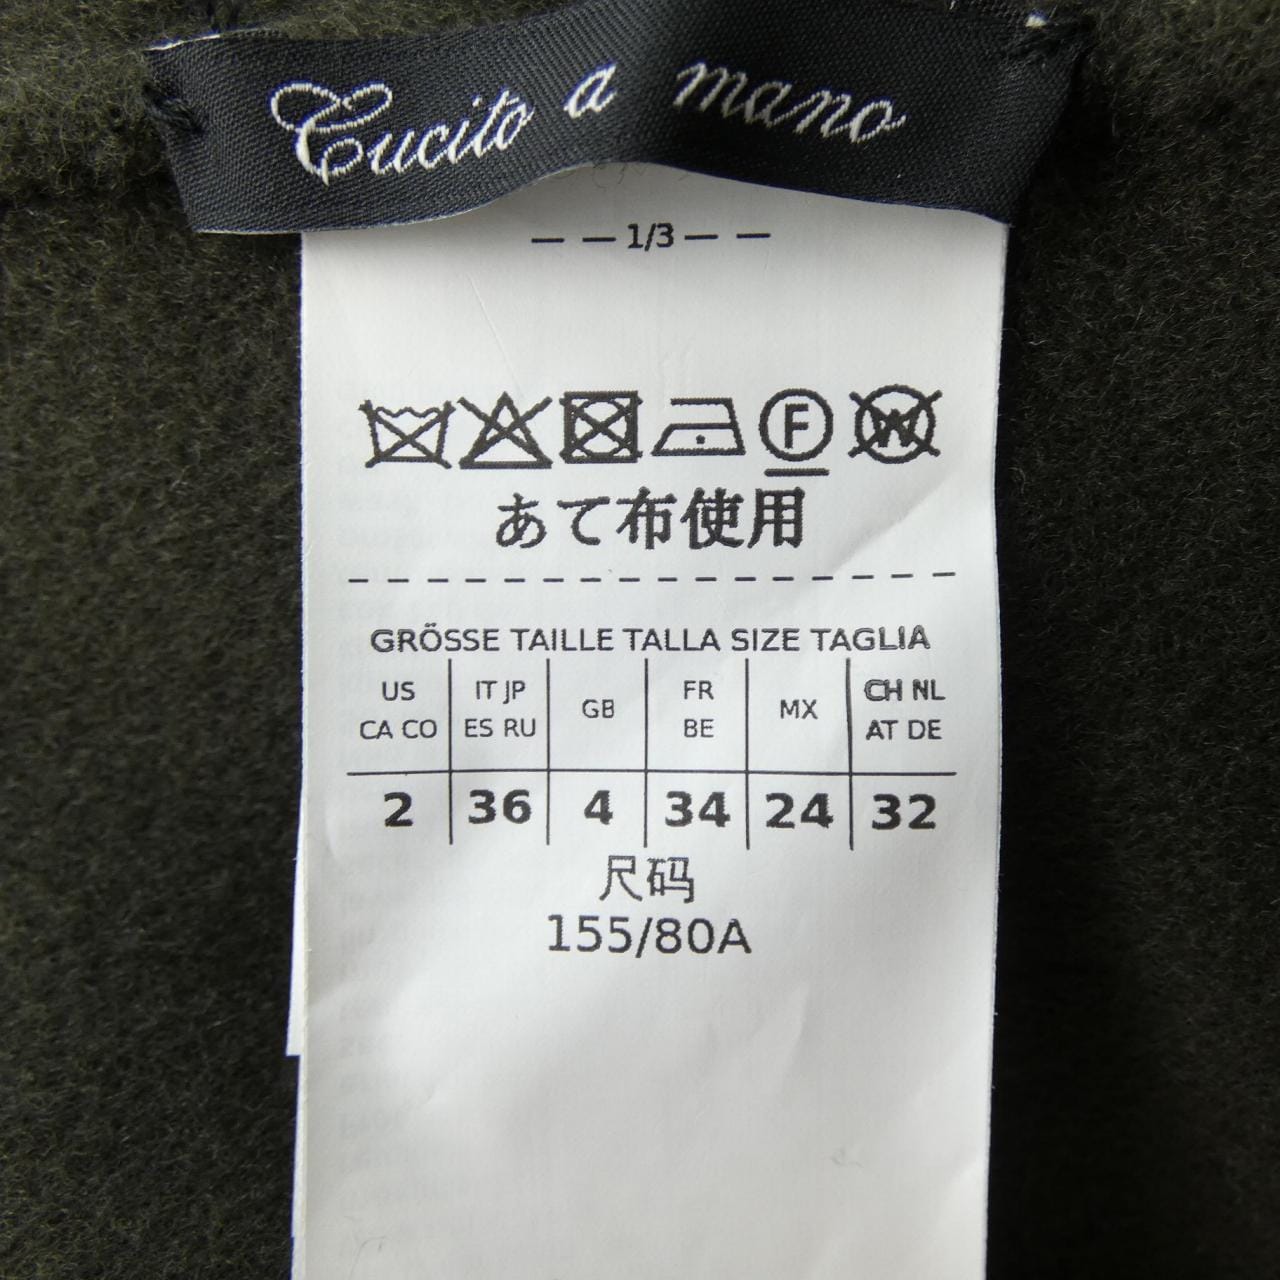 Cucito a mano
— — 1/3 — —
F W
あて布使用
GRÖSSE TAILLE TALLA SIZE TAGLIA
US IT JP GB FR MX CH NL
CA CO ES RU BE AT DE
2 36 4 34 24 32
尺码
155/80A